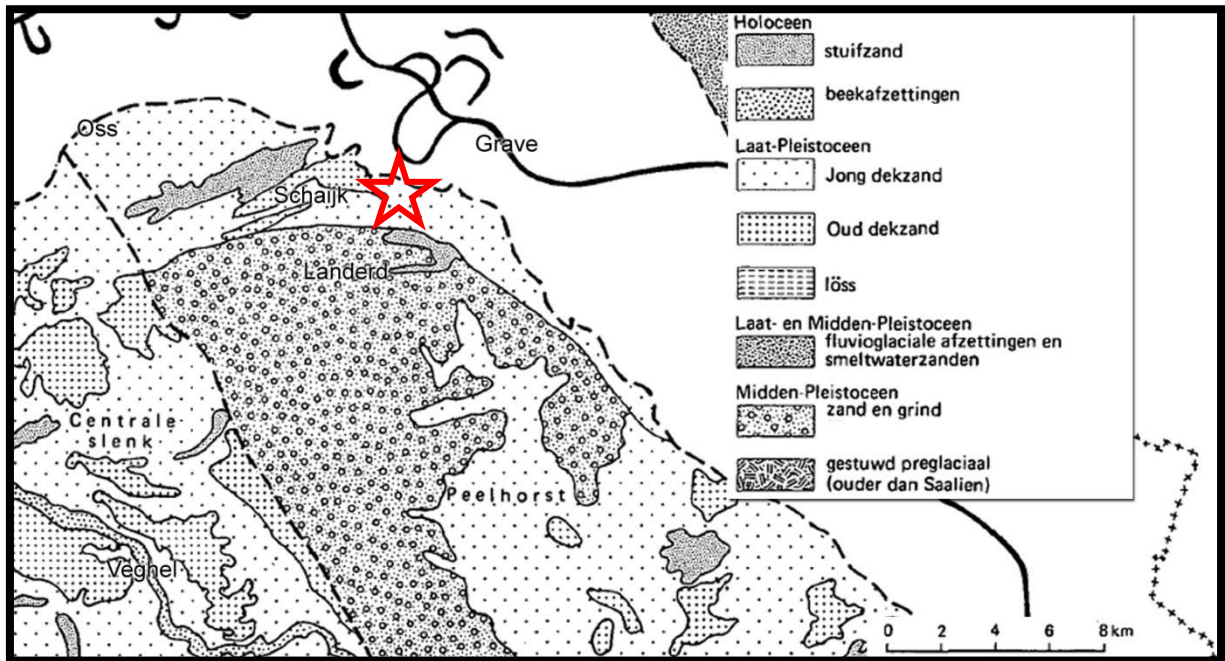 Holoceen
stuifzand
beekafzettingen
Laat-Pleistoceen
Jong dekzand
Oud dekzand
löss
Laat- en Midden-Pleistoceen
fluvioglaciale afzettingen en
smeltwaterzanden
Midden-Pleistoceen
zand en grind
gestuwd preglaciaal
(ouder dan Saalien)
Oss
Grave
Schaijk
Landerd
Centrale
slenk
Peelhorst
Veghel
0 2 4 6 8 km